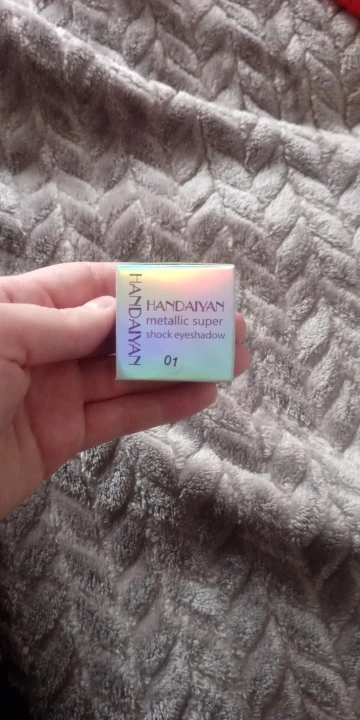 HANDAIYAN
HANDAIYAN
metallic super
shock eyeshadow
01